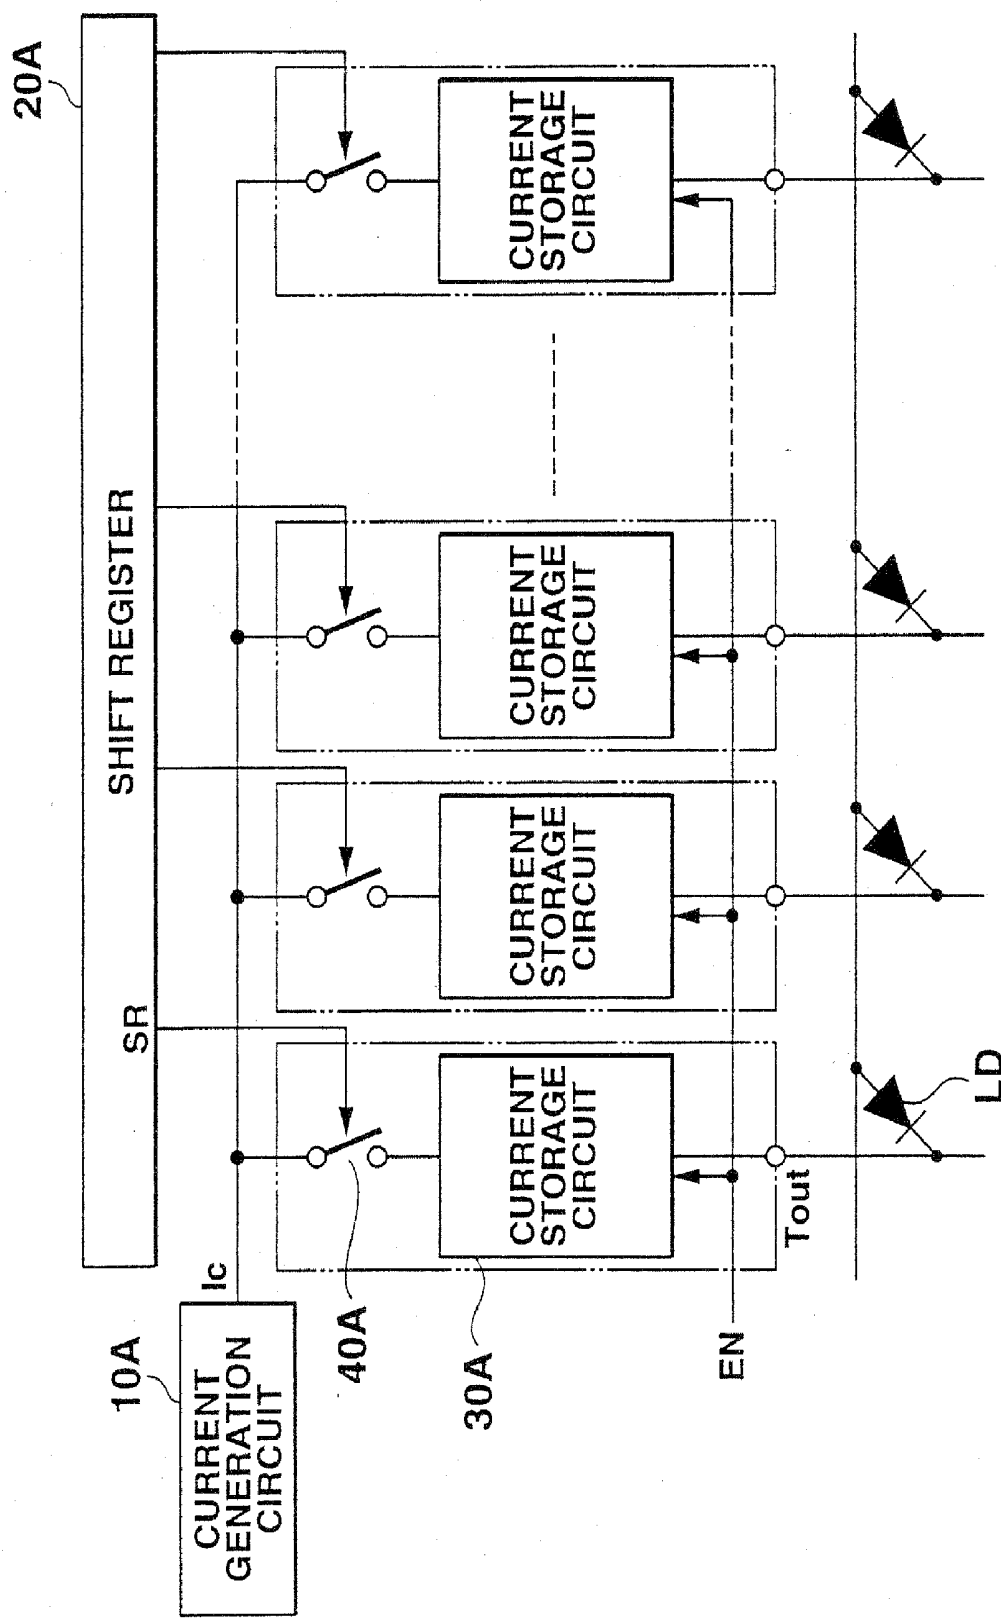 20A
SHIFT REGISTER
SR
10A
CURRENT
GENERATION
CIRCUIT
Ic
40A
30A
CURRENT
STORAGE
CIRCUIT
CURRENT
STORAGE
CIRCUIT
CURRENT
STORAGE
CIRCUIT
CURRENT
STORAGE
CIRCUIT
EN
Tout
LD